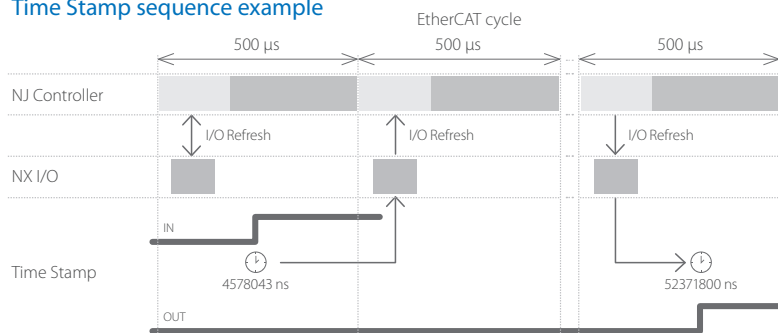 Time Stamp sequence example
EtherCAT cycle
500 µs
500 µs
500 µs
NJ Controller
I/O Refresh
I/O Refresh
I/O Refresh
NX I/O
IN
Time Stamp
4578043 ns
52371800 ns
OUT